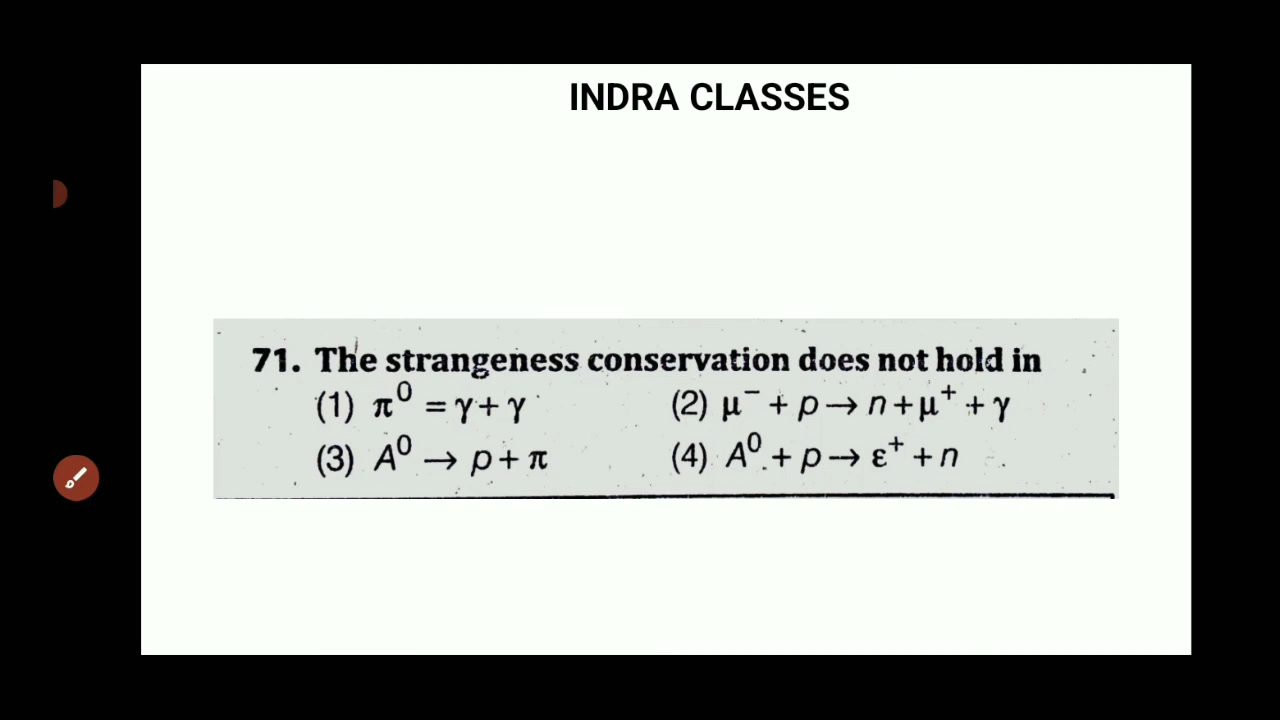 INDRA CLASSES
71. The strangeness conservation does not hold in
(1) π⁰ = γ + γ (2) μ⁻ + p → n + μ⁺ + γ
(3) A⁰ → p + π (4) A⁰ + p → ε⁺ + n